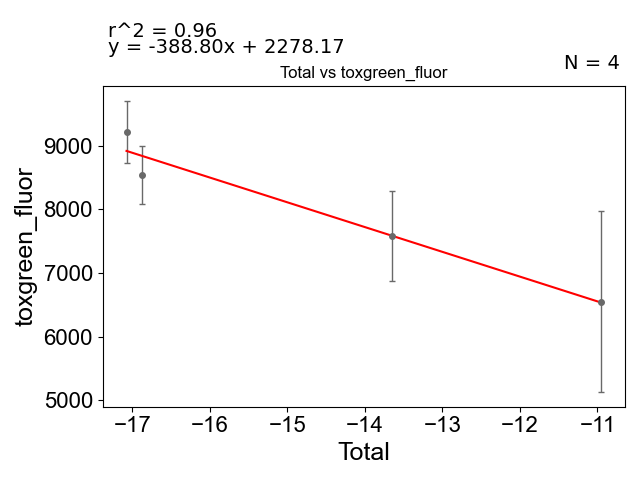 r^2 = 0.96
y = -388.80x + 2278.17
N = 4
Total vs toxgreen_fluor
toxgreen_fluor
9000
8000
7000
6000
5000
−17 −16 −15 −14 −13 −12 −11
Total